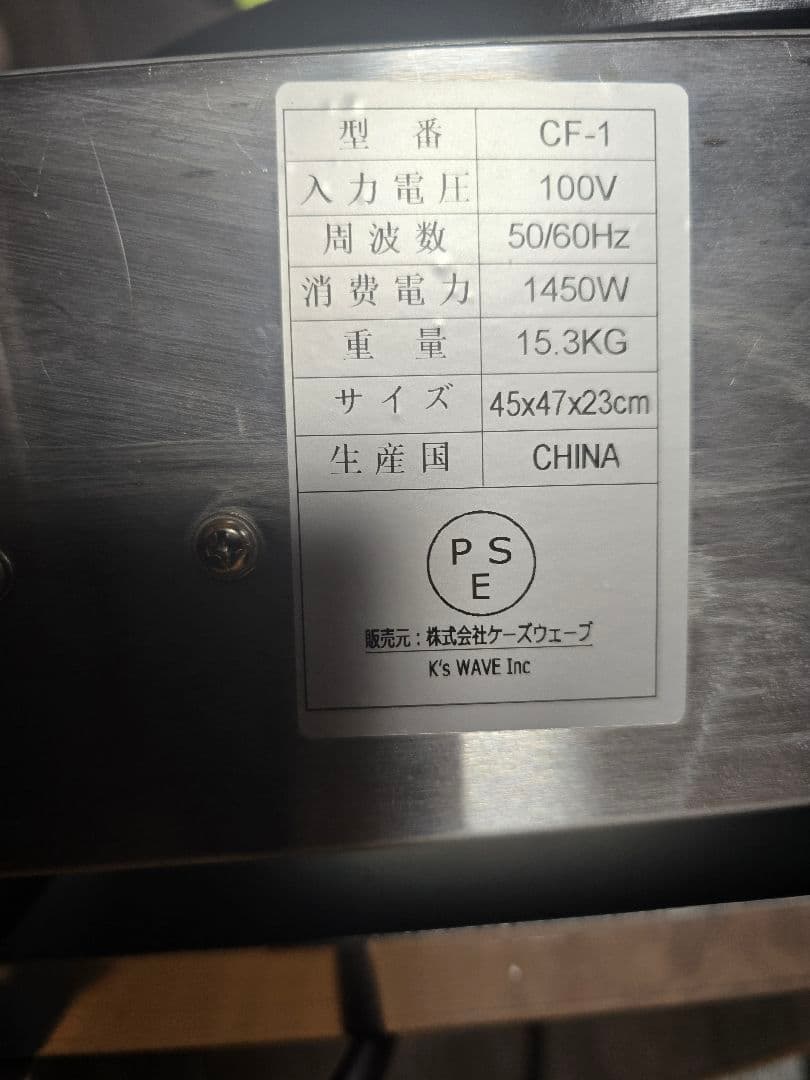 型番 CF-1
入力電圧 100V
周波数 50/60Hz
消費電力 1450W
重量 15.3KG
サイズ 45x47x23cm
生産国 CHINA
P S
E
販売元：株式会社ケーズウェーブ
K's WAVE Inc